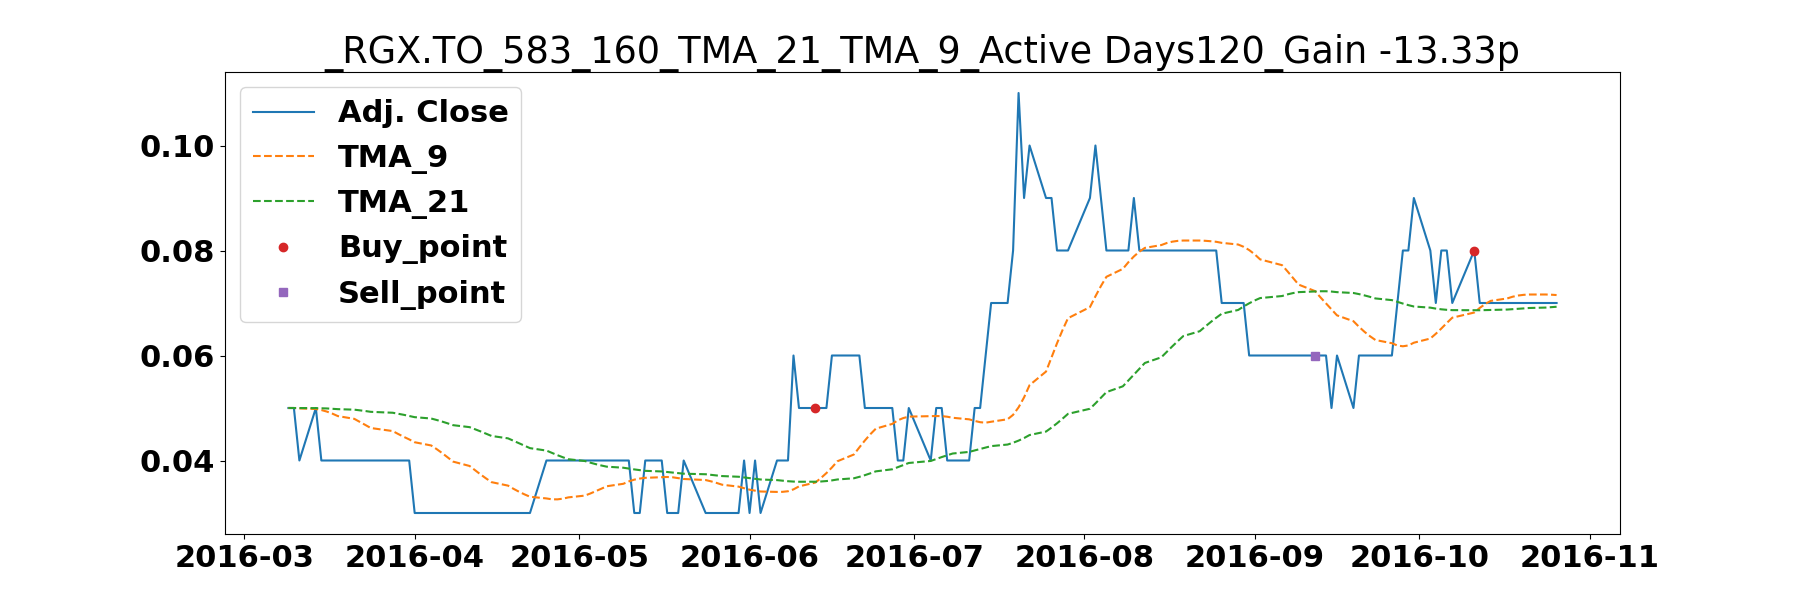 _RGX.TO_583_160_TMA_21_TMA_9_Active Days120_Gain -13.33p
Adj. Close
TMA_9
TMA_21
Buy_point
Sell_point
0.10
0.08
0.06
0.04
2016-03 2016-04 2016-05 2016-06 2016-07 2016-08 2016-09 2016-10 2016-11